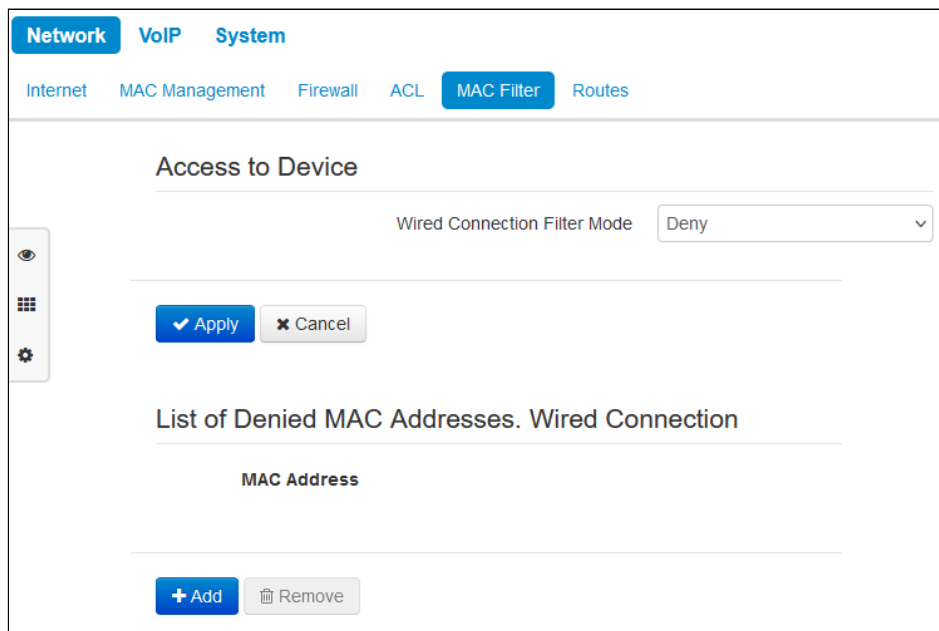 Network VoIP System
Internet MAC Management Firewall ACL MAC Filter Routes
Access to Device
Wired Connection Filter Mode Deny
Apply Cancel
List of Denied MAC Addresses. Wired Connection
MAC Address
Add Remove